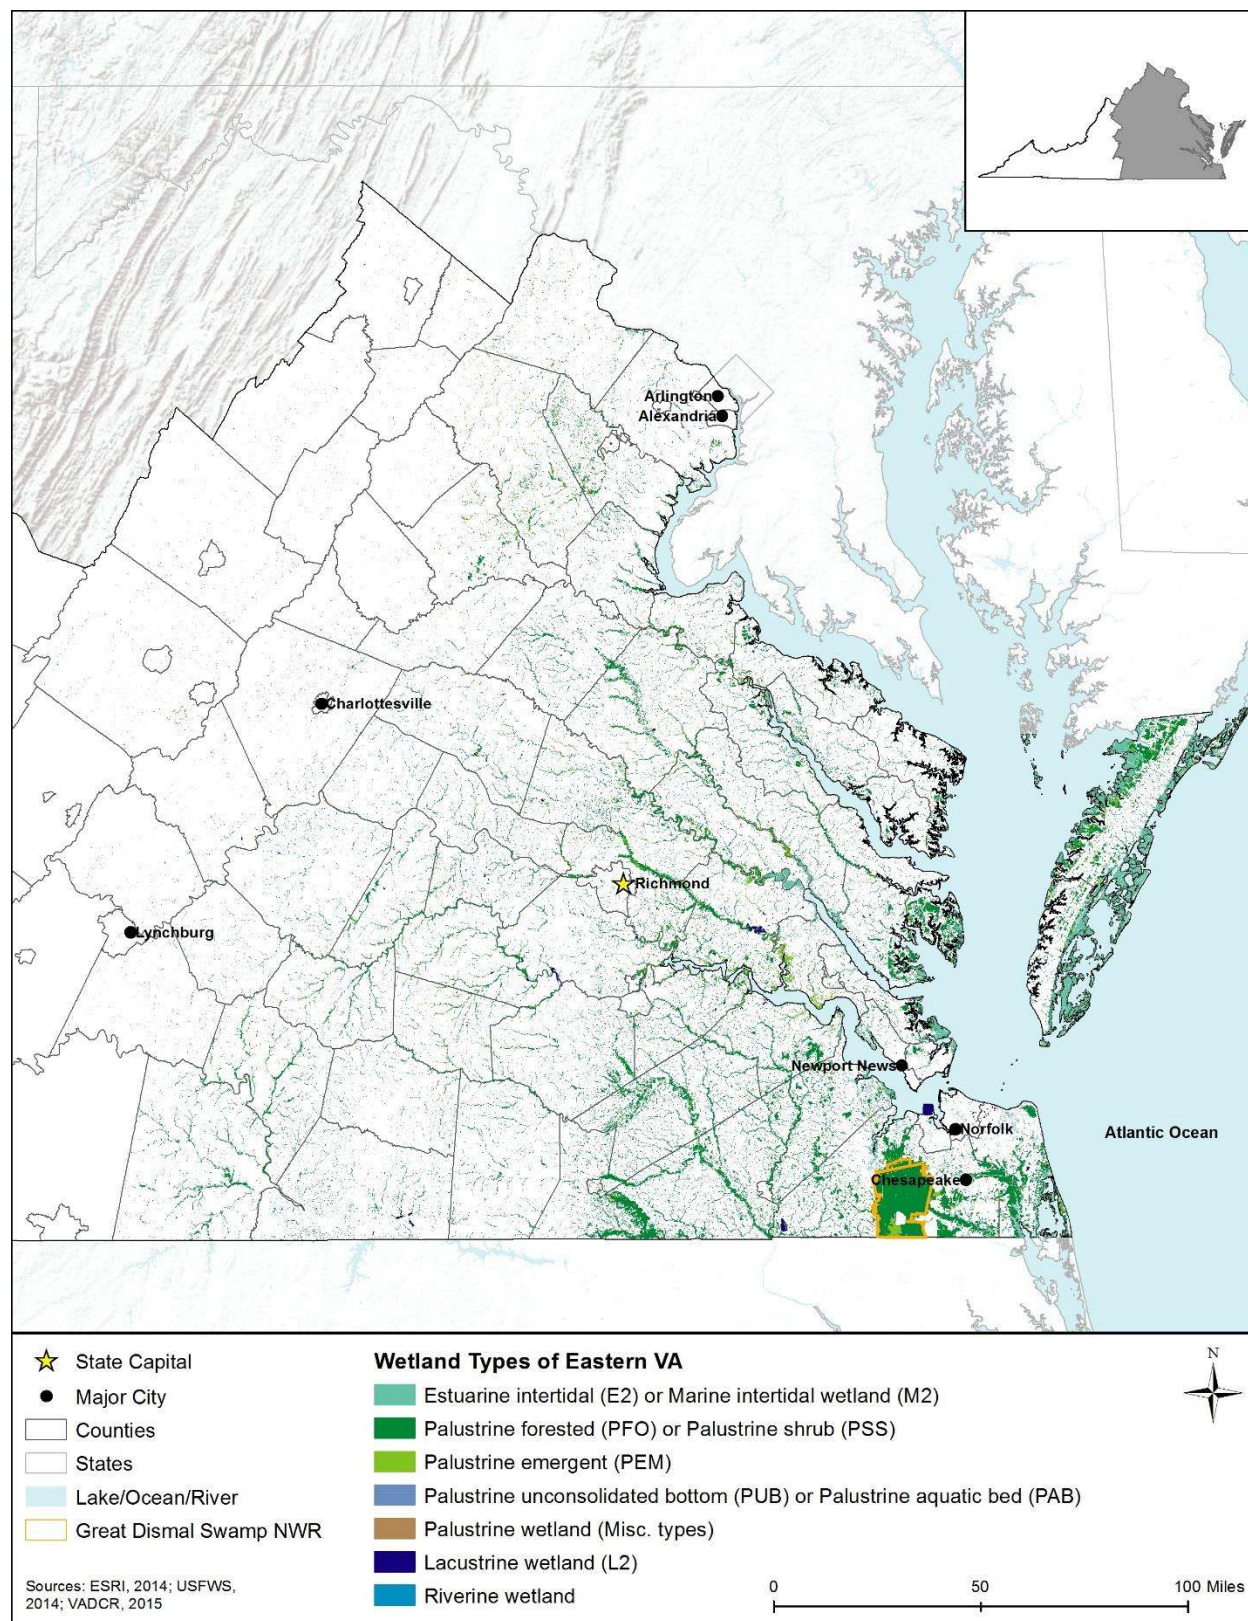 Arlington
Alexandria
Charlottesville
Richmond
Lynchburg
Newport News
Norfolk
Atlantic Ocean
Chesapeake
State Capital
Major City
Counties
States
Lake/Ocean/River
Great Dismal Swamp NWR
Sources: ESRI, 2014; USFWS,
2014; VADCR, 2015
Wetland Types of Eastern VA
Estuarine intertidal (E2) or Marine intertidal wetland (M2)
Palustrine forested (PFO) or Palustrine shrub (PSS)
Palustrine emergent (PEM)
Palustrine unconsolidated bottom (PUB) or Palustrine aquatic bed (PAB)
Palustrine wetland (Misc. types)
Lacustrine wetland (L2)
Riverine wetland
N
0 50 100 Miles